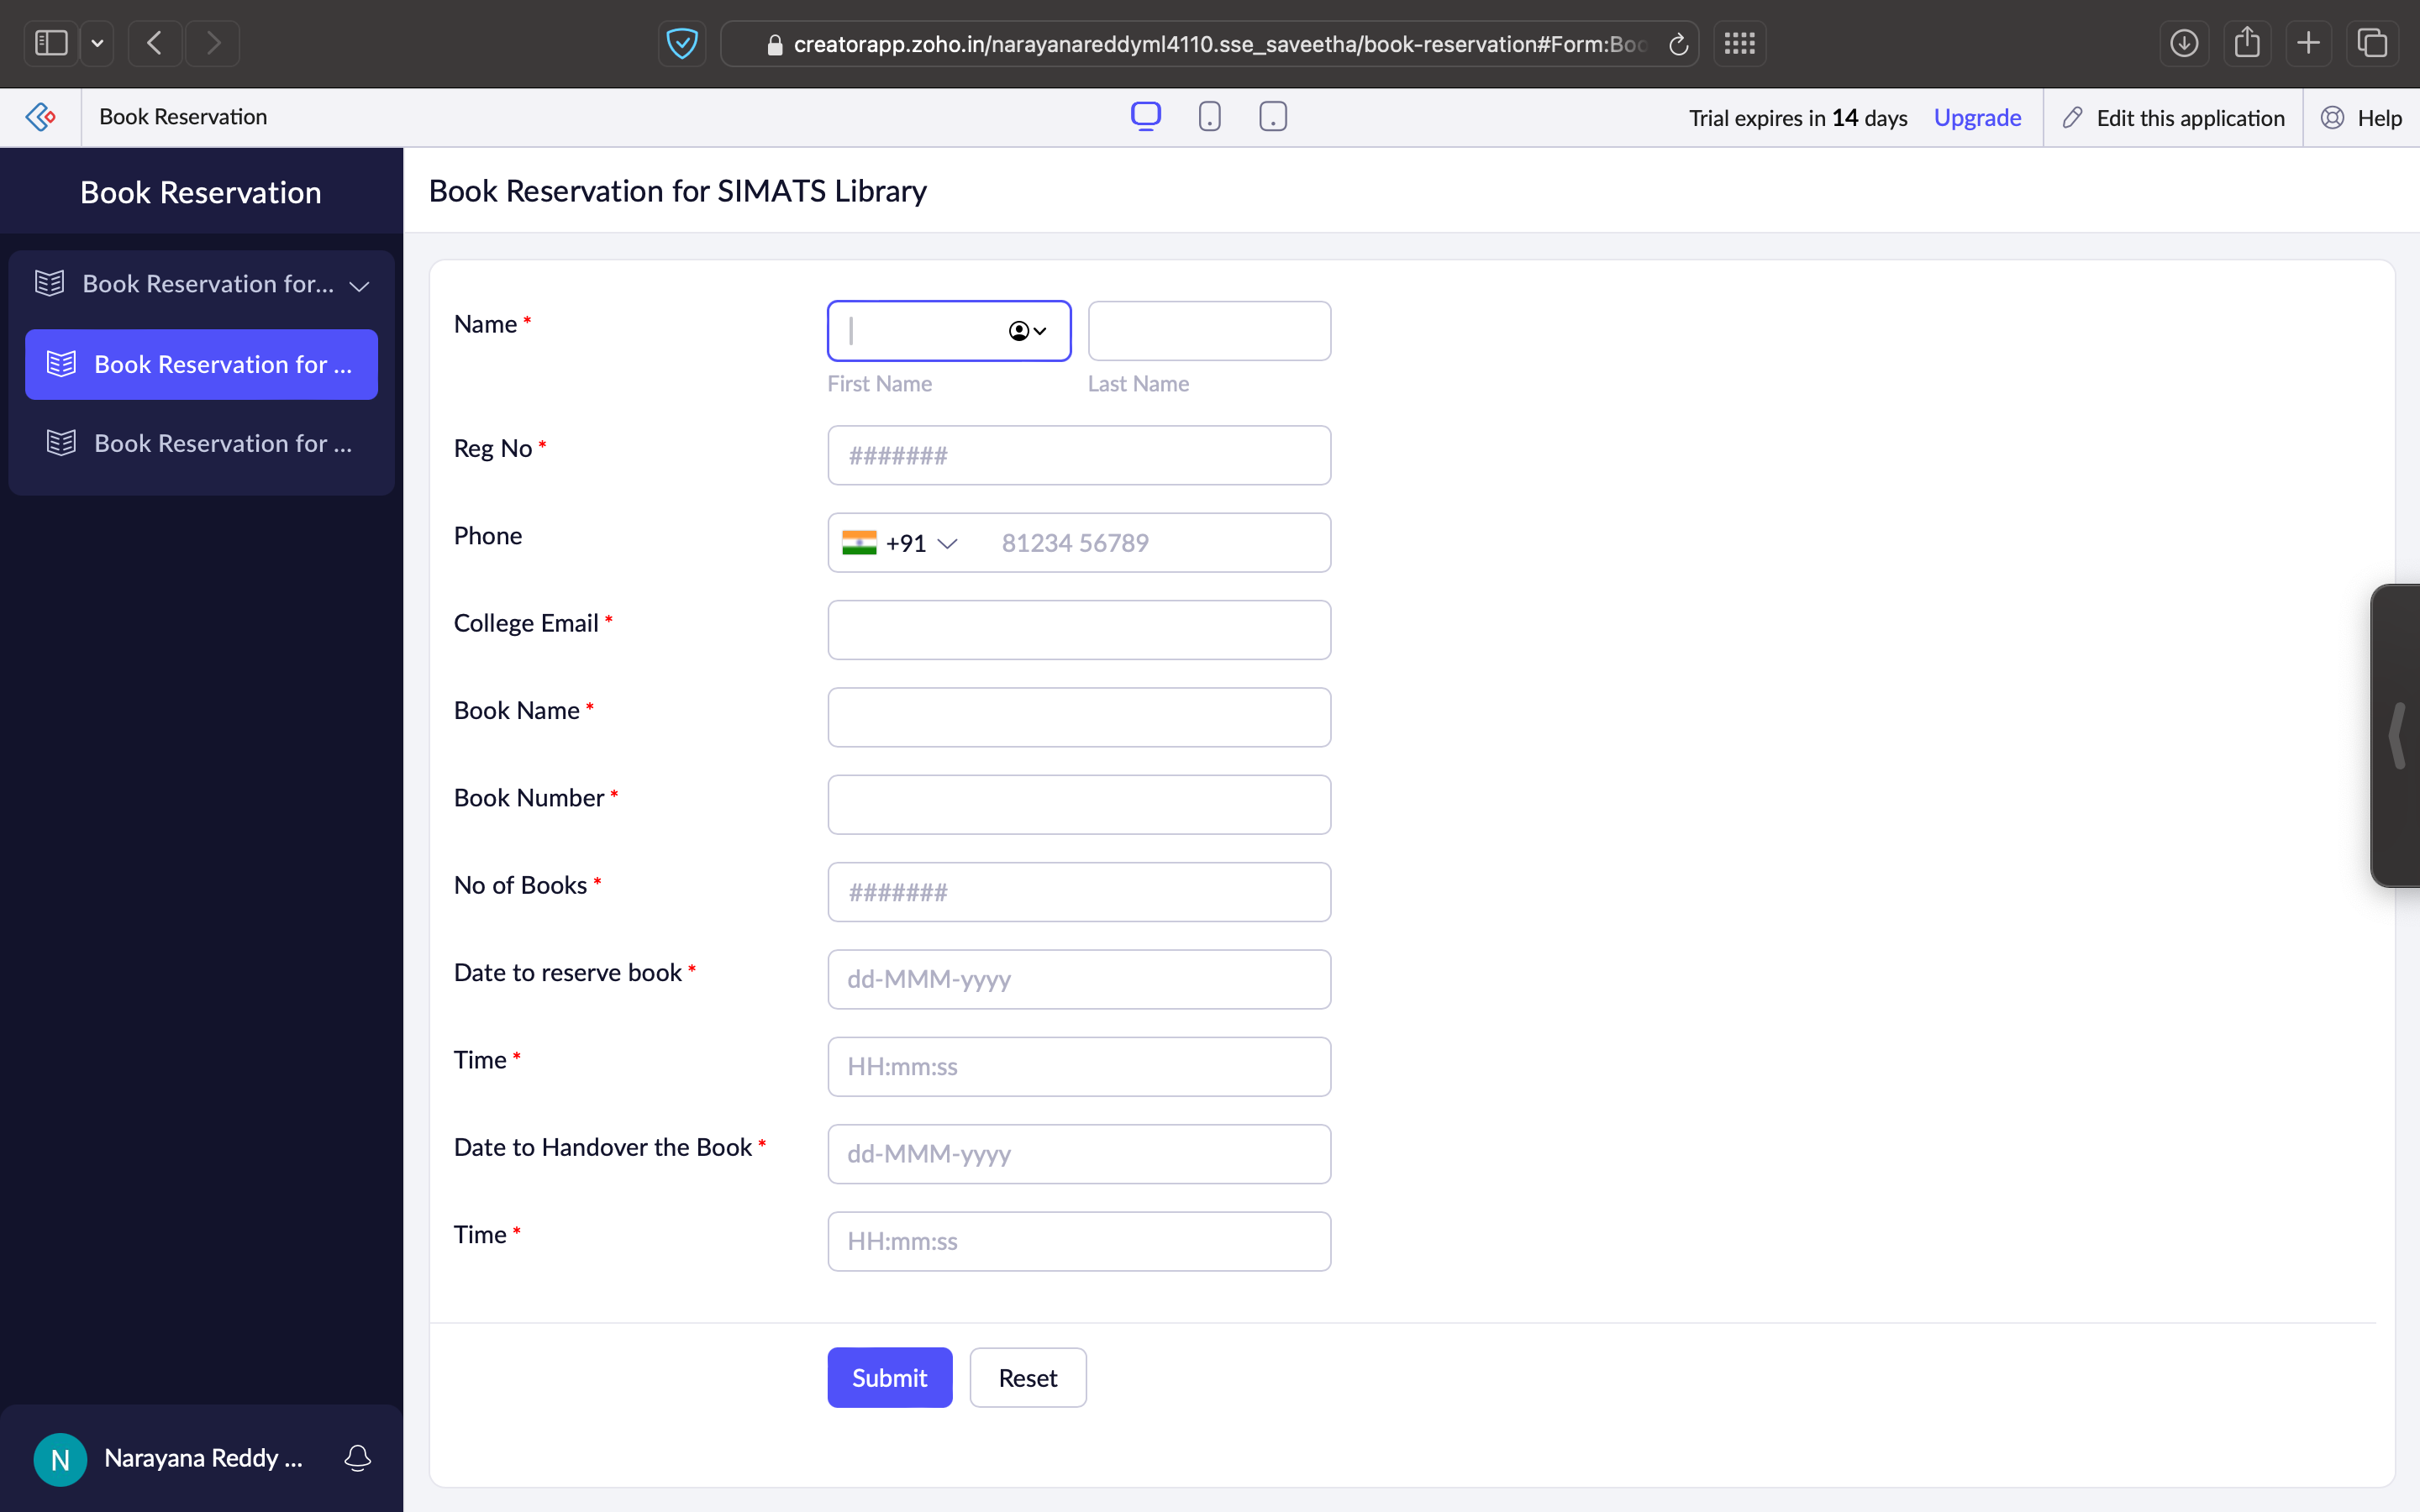 creatorapp.zoho.in/narayanareddyml4110.sse_saveetha/book-reservation#Form:Boo
Book Reservation
Trial expires in 14 days
Upgrade
Edit this application
Help
Book Reservation
Book Reservation for...
Book Reservation for ...
Book Reservation for ...
Book Reservation for SIMATS Library
Name *
First Name
Last Name
Reg No *
#######
Phone
+91
81234 56789
College Email *
Book Name *
Book Number *
No of Books *
#######
Date to reserve book *
dd-MMM-yyyy
Time *
HH:mm:ss
Date to Handover the Book *
dd-MMM-yyyy
Time *
HH:mm:ss
Submit
Reset
N
Narayana Reddy ...